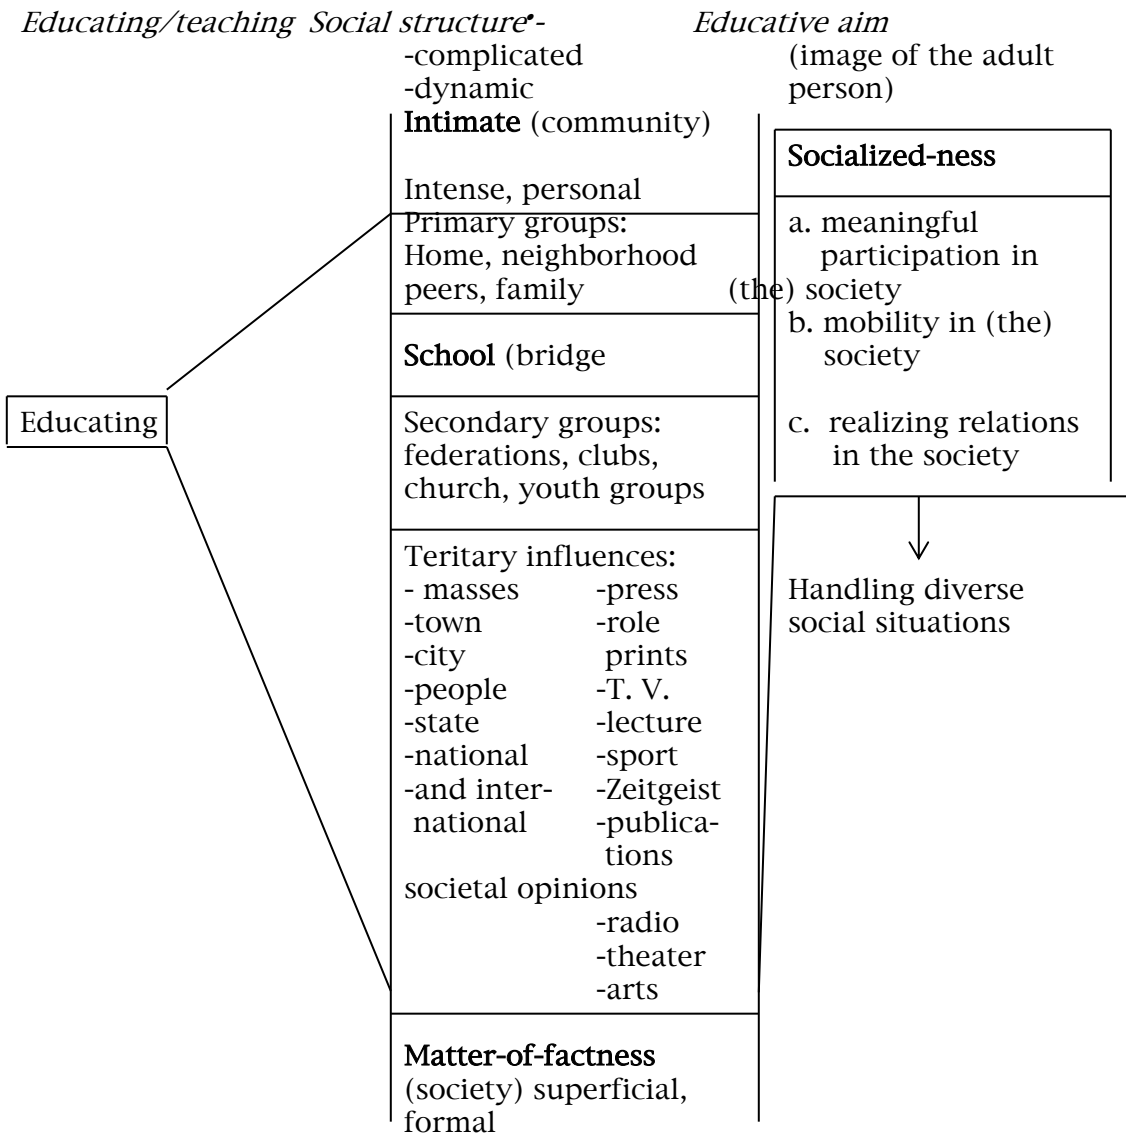 Educating/teaching Social structure•- Educative aim
-complicated
-dynamic
(image of the adult
person)
Intimate (community)
Intense, personal
Primary groups:
Home, neighborhood
peers, family
School (bridge
Secondary groups:
federations, clubs,
church, youth groups
Teritary influences:
- masses -press
-town -role
-city prints
-people -T. V.
-state -lecture
-national -sport
-and inter- -Zeitgeist
national -publica-
tions
societal opinions
-radio
-theater
-arts
Matter-of-factness
(society) superficial,
formal
Educating
Socialized-ness
a. meaningful
participation in
(the) society
b. mobility in (the)
society
c. realizing relations
in the society
Handling diverse
social situations